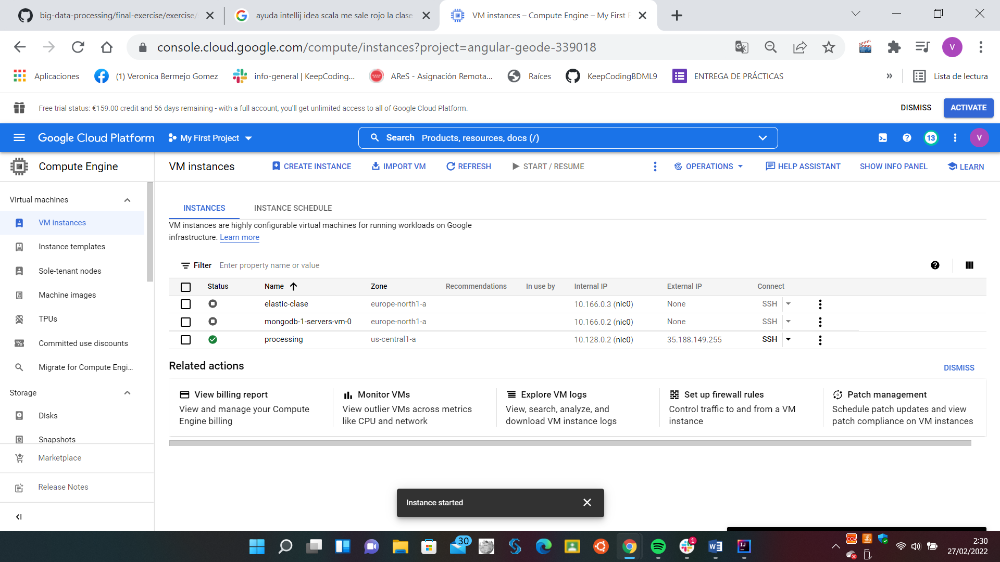 big-data-processing/final-exercise/exercise/
ayuda intellij idea scala me sale rojo la clase
VM instances – Compute Engine – My First P
console.cloud.google.com/compute/instances?project=angular-geode-339018
V
Aplicaciones
(1) Veronica Bermejo Gomez
info-general | KeepCoding...
AReS - Asignación Remota...
Raíces
KeepCodingBDML9
ENTREGA DE PRÁCTICAS
»
Lista de lectura
Free trial status: €159.00 credit and 56 days remaining - with a full account, you'll get unlimited access to all of Google Cloud Platform.
DISMISS
ACTIVATE
Google Cloud Platform
My First Project
Search Products, resources, docs (/)
13
V
Compute Engine
VM instances
CREATE INSTANCE
IMPORT VM
REFRESH
START / RESUME
OPERATIONS
HELP ASSISTANT
SHOW INFO PANEL
LEARN
Virtual machines
VM instances
Instance templates
Sole-tenant nodes
Machine images
TPUs
Committed use discounts
Migrate for Compute Engi...
Storage
Disks
Snapshots
Marketplace
Release Notes
INSTANCES
INSTANCE SCHEDULE
VM instances are highly configurable virtual machines for running workloads on Google
infrastructure. Learn more
Filter Enter property name or value
Status Name Zone Recommendations In use by Internal IP External IP Connect
elastic-clase europe-north1-a 10.166.0.3 (nic0) None SSH
mongodb-1-servers-vm-0 europe-north1-a 10.166.0.2 (nic0) None SSH
processing us-central1-a 10.128.0.2 (nic0) 35.188.149.255 SSH
Related actions
DISMISS
View billing report
View and manage your Compute
Engine billing
Monitor VMs
View outlier VMs across metrics
like CPU and network
Explore VM logs
View, search, analyze, and
download VM instance logs
Set up firewall rules
Control traffic to and from a VM
instance
Patch management
Schedule patch updates and view
patch compliance on VM instances
Instance started
30
1
2:30
27/02/2022